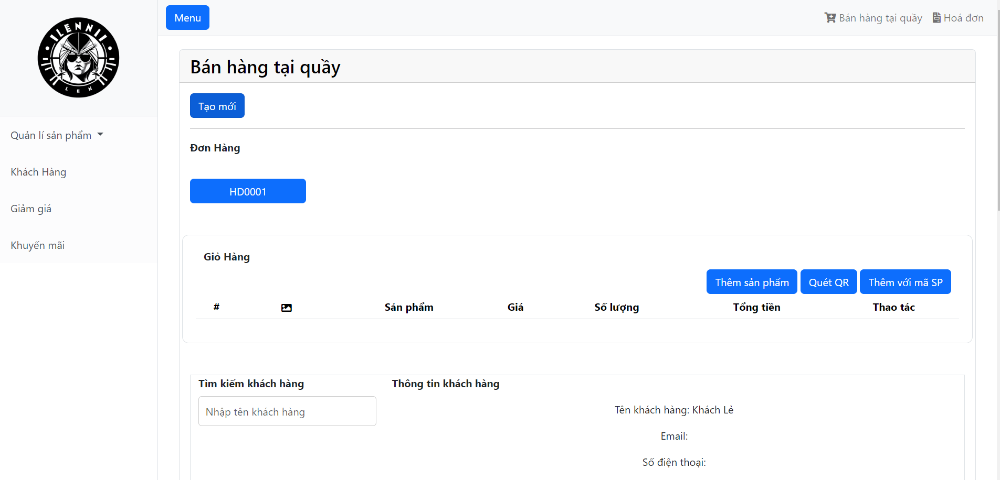 ILENNII
LEN
Menu
Bán hàng tại quầy
Hoá đơn
Quản lí sản phẩm
Khách Hàng
Giảm giá
Khuyến mãi
Bán hàng tại quầy
Tạo mới
Đơn Hàng
HD0001
Giỏ Hàng
Thêm sản phẩm Quét QR Thêm với mã SP
# Sản phẩm Giá Số lượng Tổng tiền Thao tác
Tìm kiếm khách hàng
Nhập tên khách hàng
Thông tin khách hàng
Tên khách hàng: Khách Lẻ
Email:
Số điện thoại: